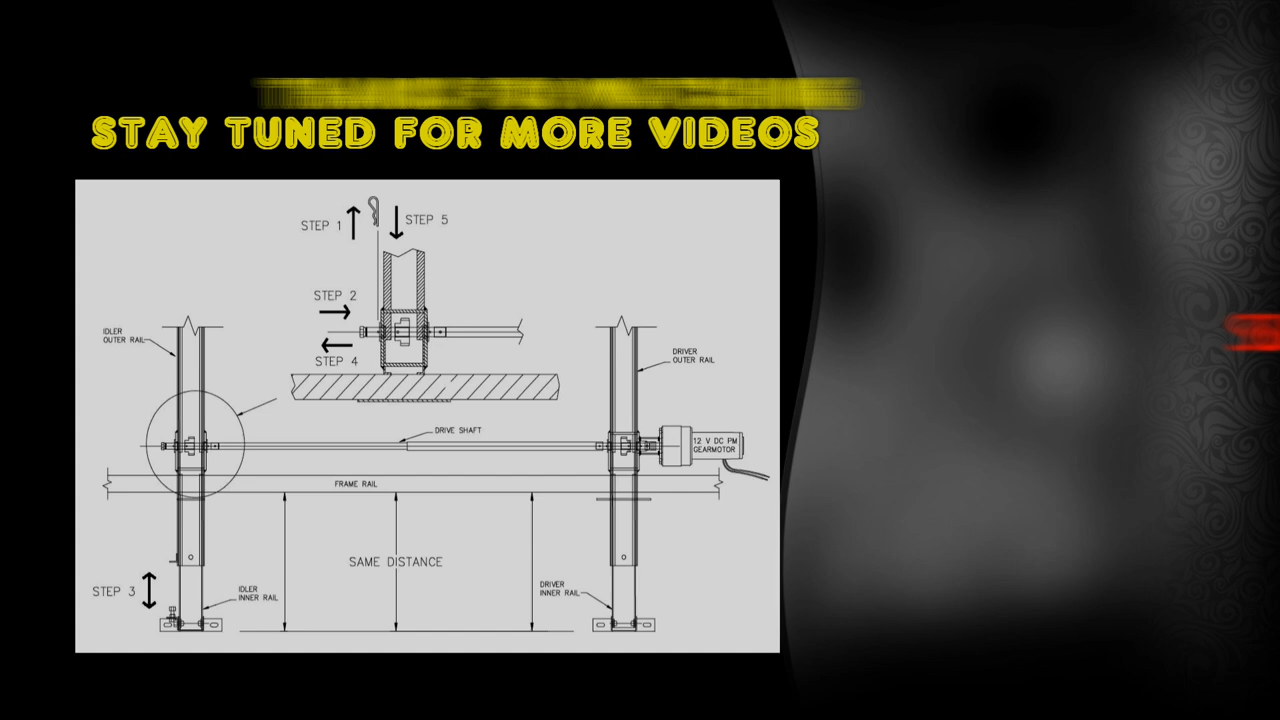 STAY TUNED FOR MORE VIDEOS
STEP 1
STEP 5
STEP 2
STEP 4
IDLER
OUTER RAIL
DRIVER
OUTER RAIL
DRIVE SHAFT
12 V DC PM
GEARMOTOR
FRAME RAIL
SAME DISTANCE
STEP 3
IDLER
INNER RAIL
DRIVER
INNER RAIL